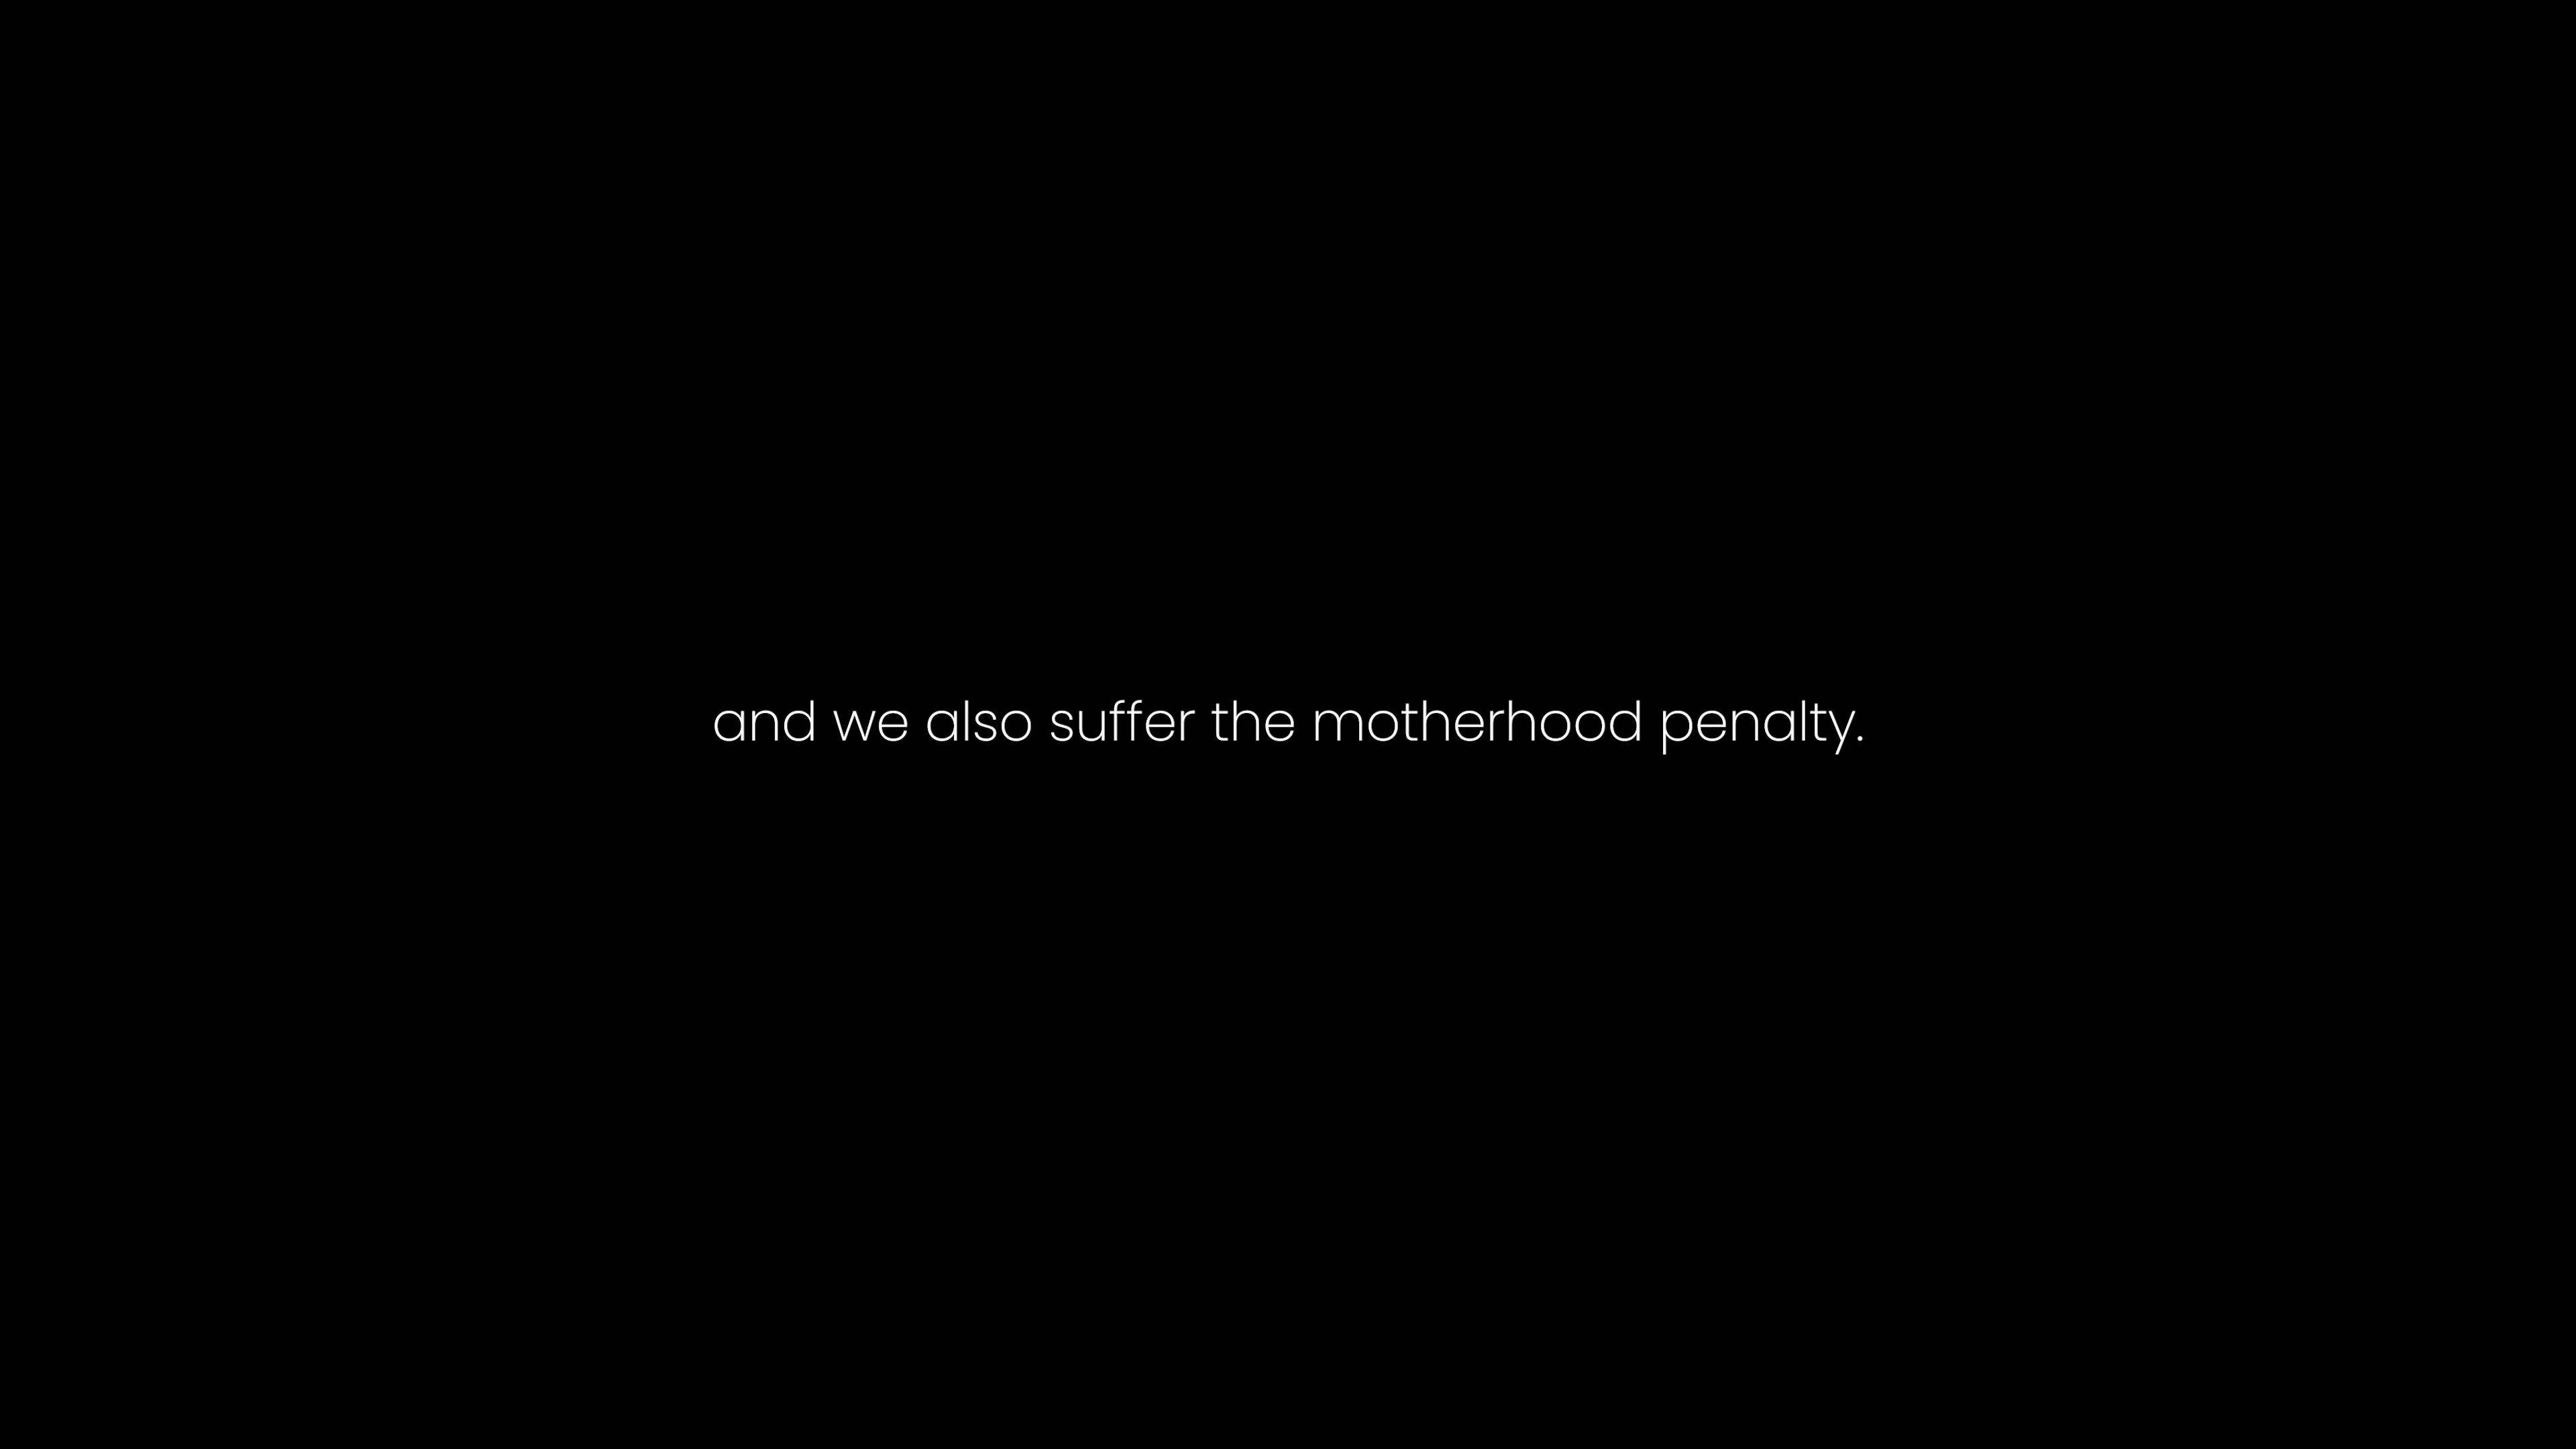 and we also suffer the motherhood penalty.